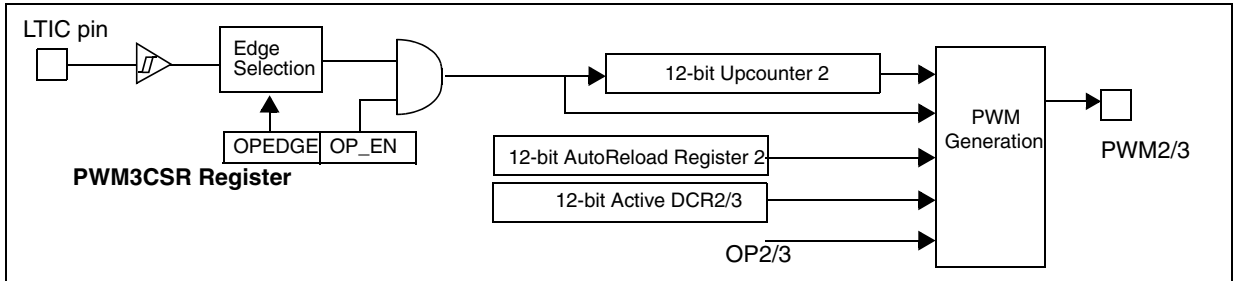 LTIC pin
Edge
Selection
12-bit Upcounter 2
PWM
Generation
OPEDGE
OP_EN
12-bit AutoReload Register 2
PWM2/3
PWM3CSR Register
12-bit Active DCR2/3
OP2/3